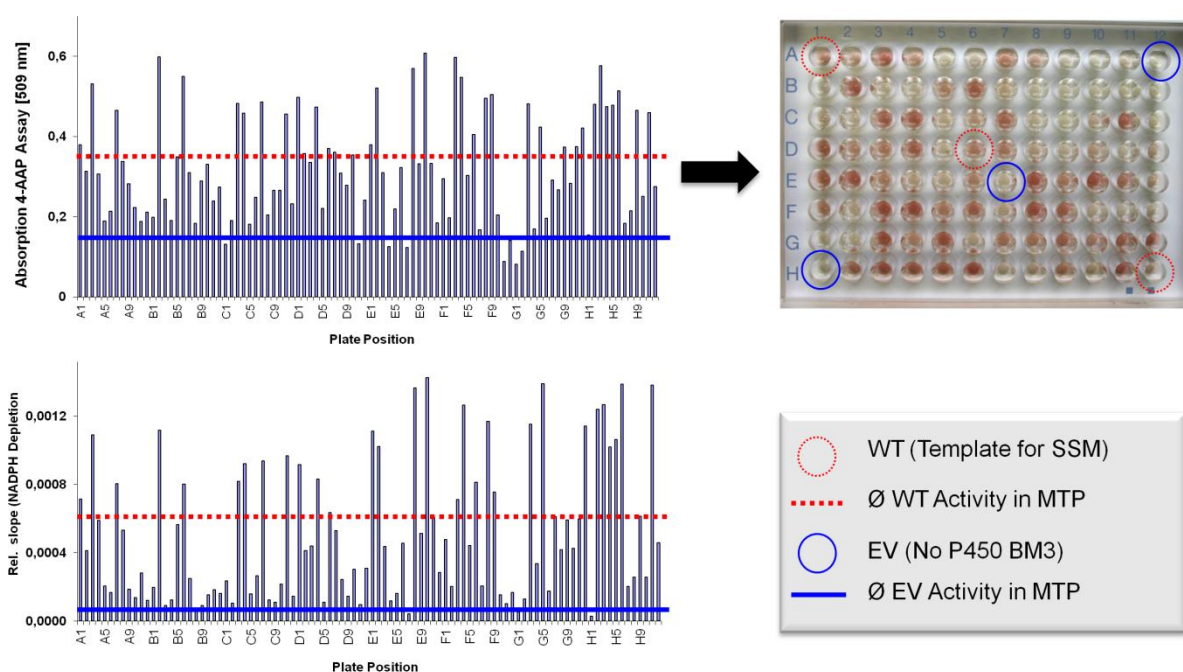 Absorption 4-AAP Assay [509 nm]
0,6
0,4
0,2
0
A1 A5 A9 B1 B5 B9 C1 C5 C9 D1 D5 D9 E1 E5 E9 F1 F5 F9 G1 G5 G9 H1 H5 H9
Plate Position
1 2 3 4 5 6 7 8 9 10 11 12
A
B
C
D
E
F
G
H
Rel. slope (NADPH Depletion
0,0012
0,0008
0,0004
0,0000
A1 A5 A9 B1 B5 B9 C1 C5 C9 D1 D5 D9 E1 E5 E9 F1 F5 F9 G1 G5 G9 H1 H5 H9
Plate Position
WT (Template for SSM)
Ø WT Activity in MTP
EV (No P450 BM3)
Ø EV Activity in MTP